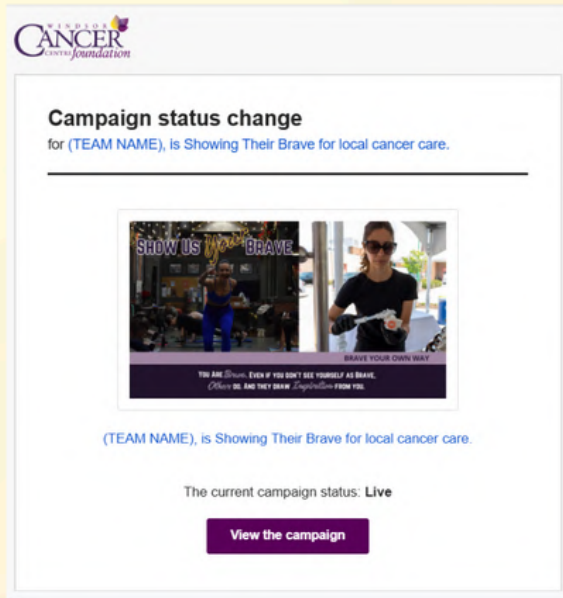 WINDSOR
CANCER
CENTRE foundation
Campaign status change
for (TEAM NAME), is Showing Their Brave for local cancer care.
SHOW US Your BRAVE
BRAVE YOUR OWN WAY
YOU ARE Brave. EVEN IF YOU DON'T SEE YOURSELF AS BRAVE,
Others DO. AND THEY DRAW Inspiration FROM YOU.
(TEAM NAME), is Showing Their Brave for local cancer care.
The current campaign status: Live
View the campaign